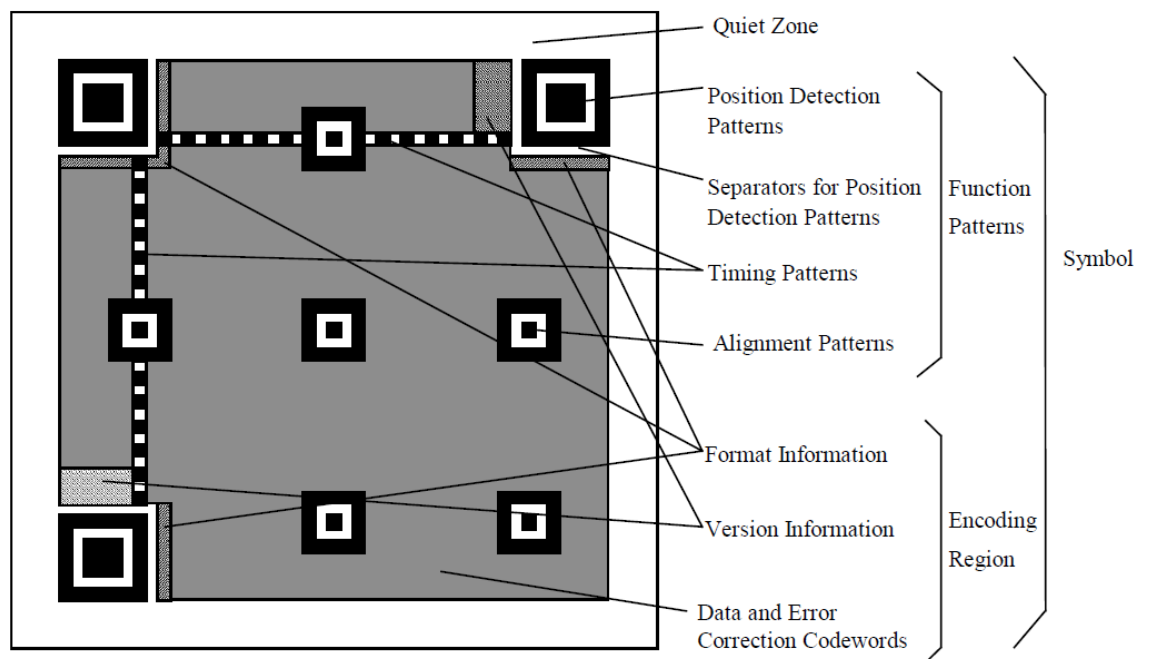 Quiet Zone
Position Detection
Patterns
Separators for Position
Detection Patterns
Function
Patterns
Symbol
Timing Patterns
Alignment Patterns
Format Information
Version Information
Encoding
Region
Data and Error
Correction Codewords